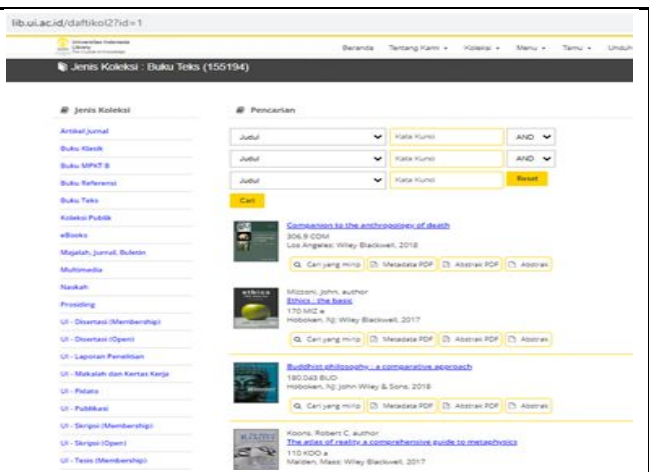 lib.ui.ac.id/daftikol2?id=1
Universitas Indonesia
Library
Beranda Tentang Kami Koleksi Menu Tamu Unduh
Jenis Koleksi : Buku Teks (155194)
Jenis Koleksi
Artikel Jurnal
Buku Klasik
Buku MPKT B
Buku Referensi
Buku Teks
Koleksi Publik
eBooks
Majalah, Jurnal, Buletin
Multimedia
Naskah
Prosiding
UI - Disertasi (Membership)
UI - Disertasi (Open)
UI - Laporan Penelitian
UI - Makalah dan Kertas Kerja
UI - Pidato
UI - Publikasi
UI - Skripsi (Membership)
UI - Skripsi (Open)
UI - Tesis (Membership)
Pencarian
Judul Kata Kunci AND
Judul Kata Kunci AND
Judul Kata Kunci Reset
Cari
Companion to the anthropology of death
306.9 COM
Los Angeles: Wiley Blackwell, 2018
Cari yang mirip Metadata PDF Abstrak PDF Abstrak
ethics
Mizzoni, John, author
Ethics : the basic
170 MIZ e
Hoboken, NJ: Wiley Blackwell, 2017
Cari yang mirip Metadata PDF Abstrak PDF Abstrak
Buddhist philosophy : a comparative approach
180.043 BUD
Hoboken, NJ: John Wiley & Sons, 2018
Cari yang mirip Metadata PDF Abstrak PDF Abstrak
Koons, Robert C, author
The atlas of reality a comprehensive guide to metaphysics
110 KOO a
Malden, Mass: Wiley Blackwell, 2017